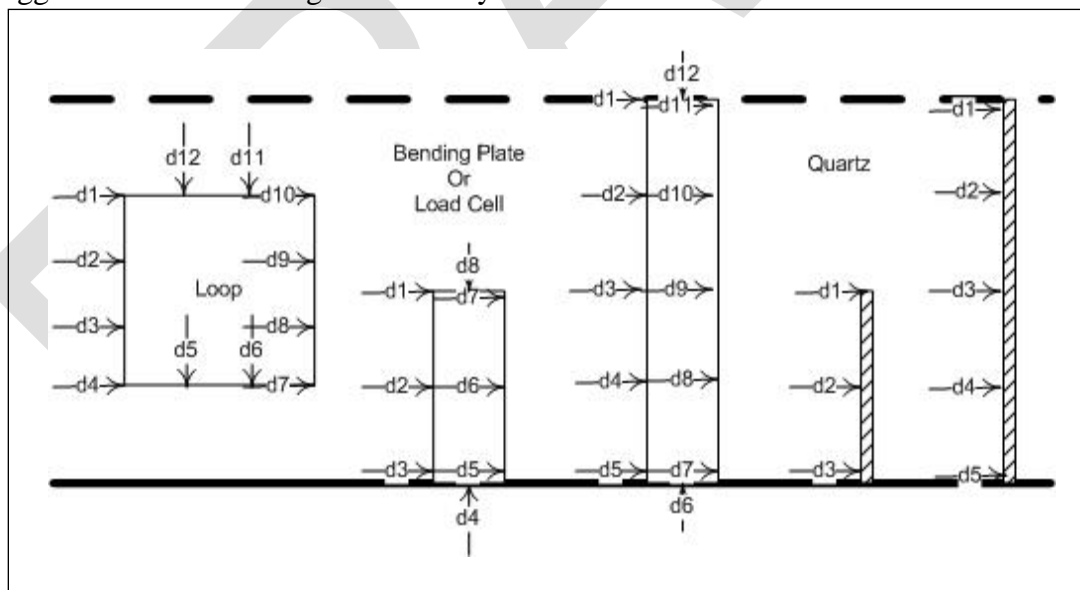 d12
d12 d11
d1 d11
Bending Plate
Or
Load Cell
Quartz
d1
d1 d10
d2 d10
d2
d2 d9
Loop
d8
d1 d7
d3 d9
d1
d3
d3 d8
d5 d6
d4 d7
d2 d6
d4 d8
d2
d4
d3 d5
d5 d7
d3
d5
d4
d6